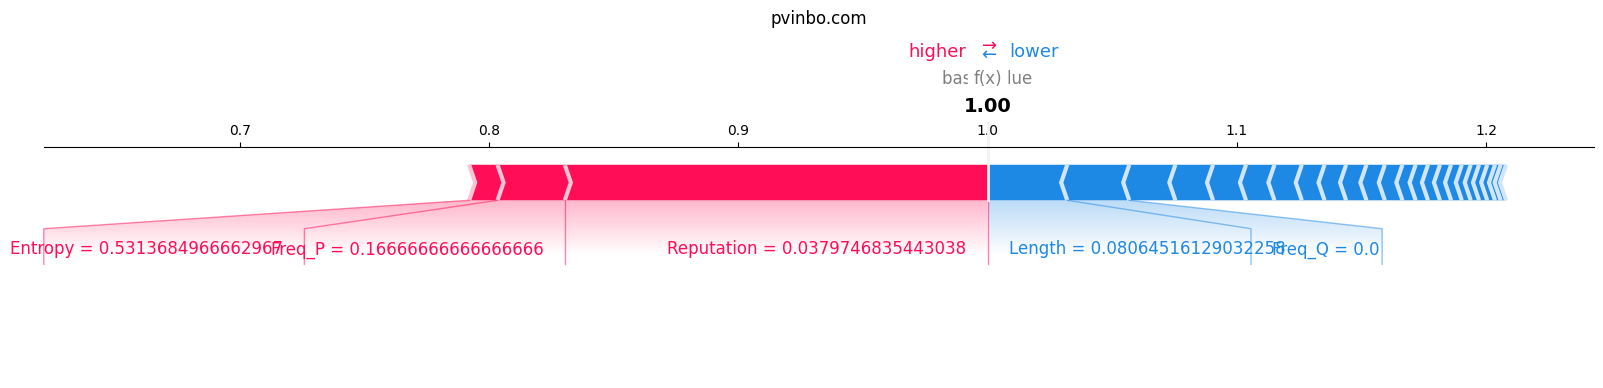 pvinbo.com
higher ⇄ lower
bas f(x) lue
1.00
0.7 0.8 0.9 1.0 1.1 1.2
Entropy = 0.5313684966662967 Freq_P = 0.16666666666666666 Reputation = 0.0379746835443038 Length = 0.08064516129032258 Freq_Q = 0.0